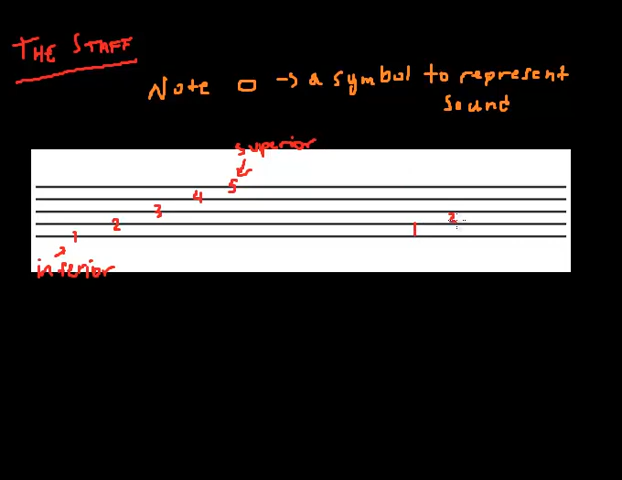 THE STAFF
Note → a symbol to represent
sound
superior
1 2 3 4 5
1 2
inferior